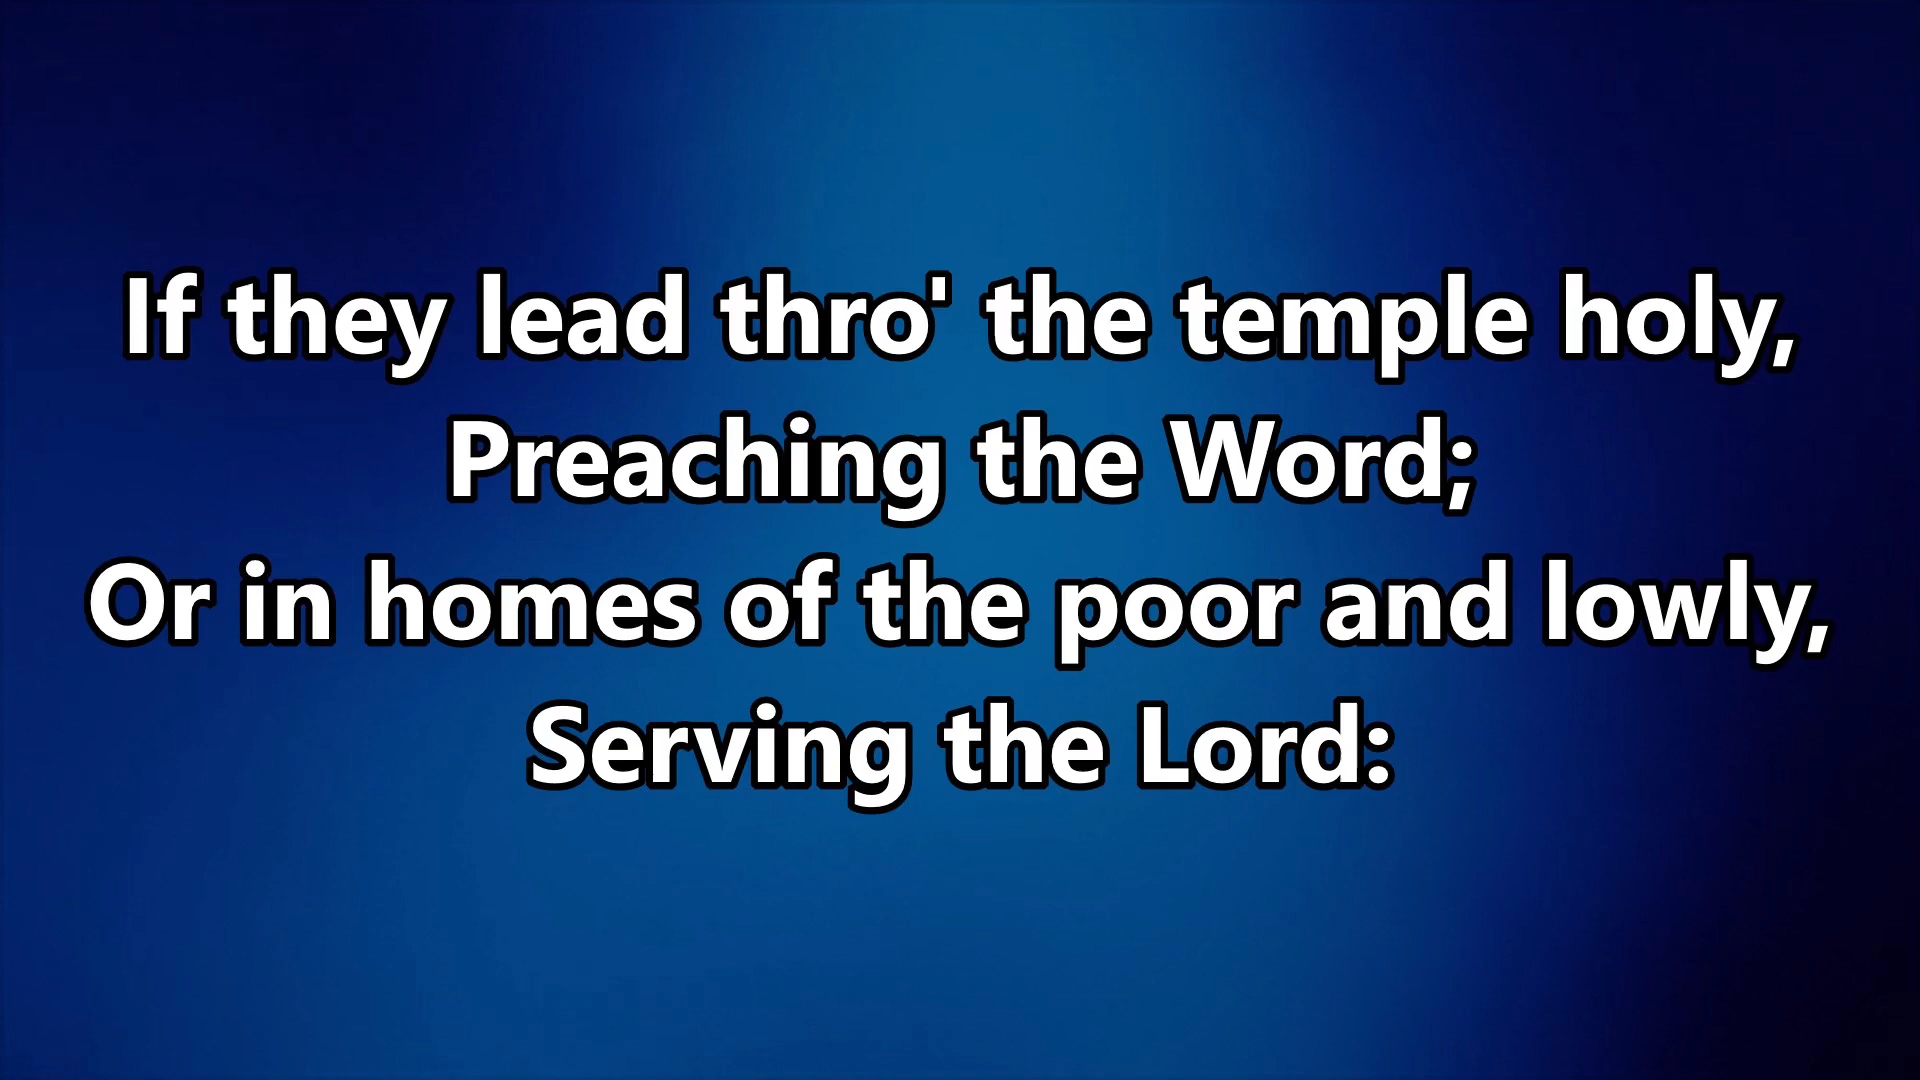 If they lead thro' the temple holy,
Preaching the Word;
Or in homes of the poor and lowly,
Serving the Lord: